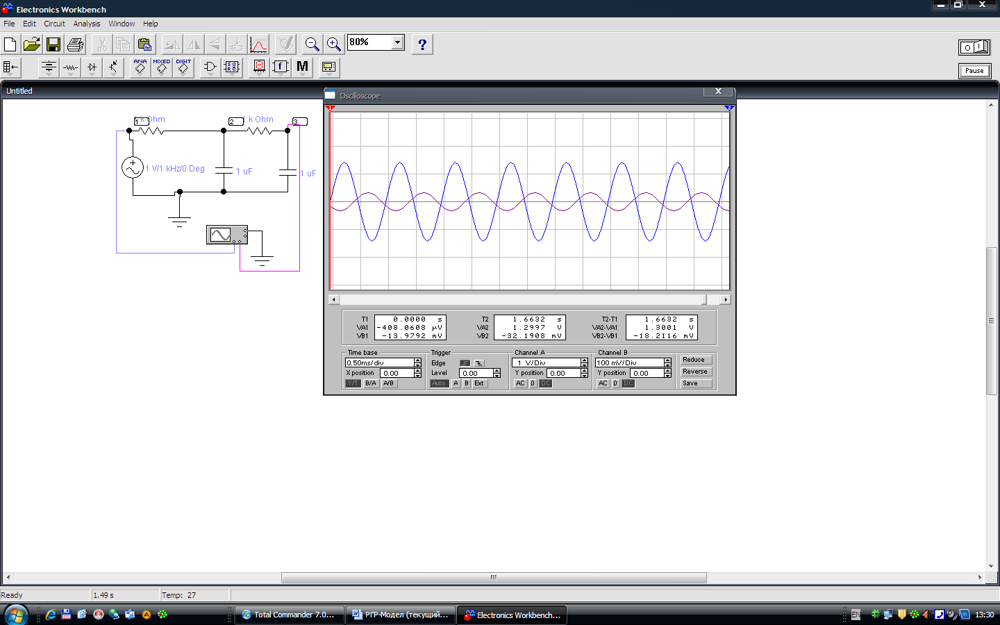 Electronics Workbench
File Edit Circuit Analysis Window Help
80%
?
O I
ANA MIXED DIGIT
f M
Pause
Untitled
Oscilloscope
1 2
1 k Ohm 2 1 k Ohm 3
1 V/1 kHz/0 Deg 1 uF 1 uF
T1 0.0000 s T2 1.6632 s T2-T1 1.6632 s
VA1 -408.0608 µV VA2 1.2997 V VA2-VA1 1.3001 V
VB1 -13.9792 mV VB2 -32.1908 mV VB2-VB1 -18.2116 mV
Time base Trigger Channel A Channel B
0.50ms/div Edge 1 V/Div 100 mV/Div Reduce
X position 0.00 Level 0.00 Y position 0.00 Y position 0.00 Reverse
Y/T B/A A/B Auto A B Ext AC 0 DC AC 0 DC Save
Ready 1.49 s Temp: 27
Total Commander 7.0... РГР-Модел (текущий... Electronics Workbench... EN 13:30